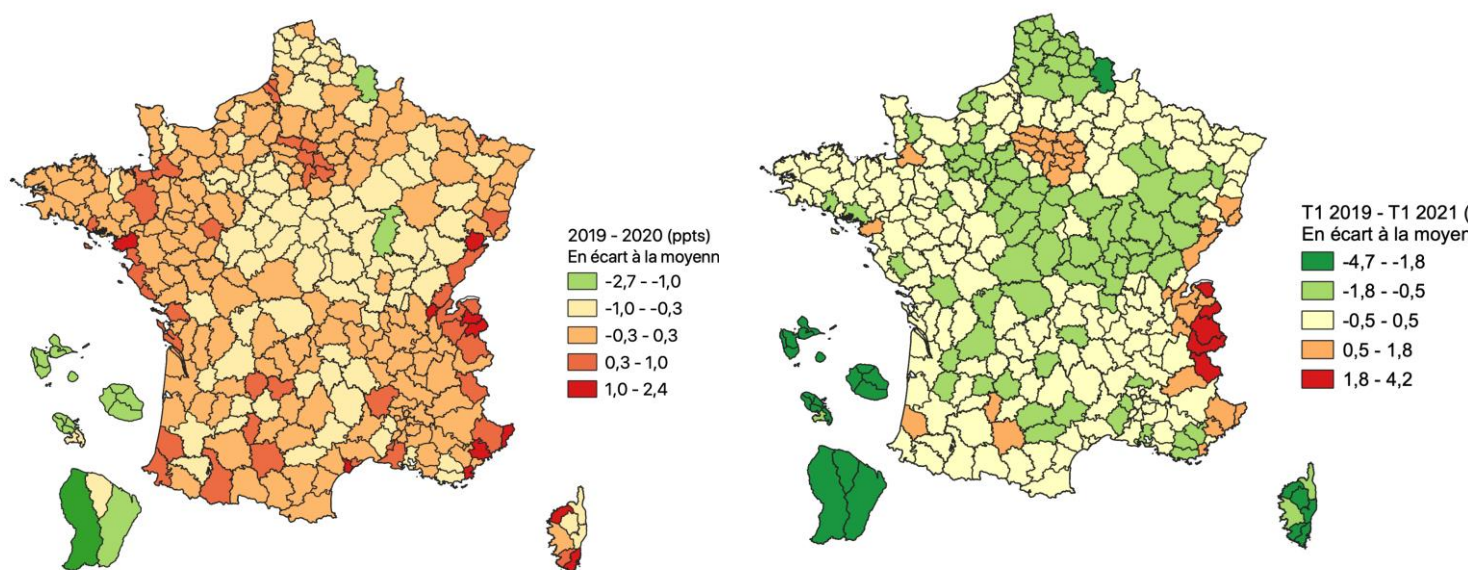 2019 - 2020 (ppts)
En écart à la moyenn
-2,7 - -1,0
-1,0 - -0,3
-0,3 - 0,3
0,3 - 1,0
1,0 - 2,4
T1 2019 - T1 2021 (
En écart à la moyen
-4,7 - -1,8
-1,8 - -0,5
-0,5 - 0,5
0,5 - 1,8
1,8 - 4,2